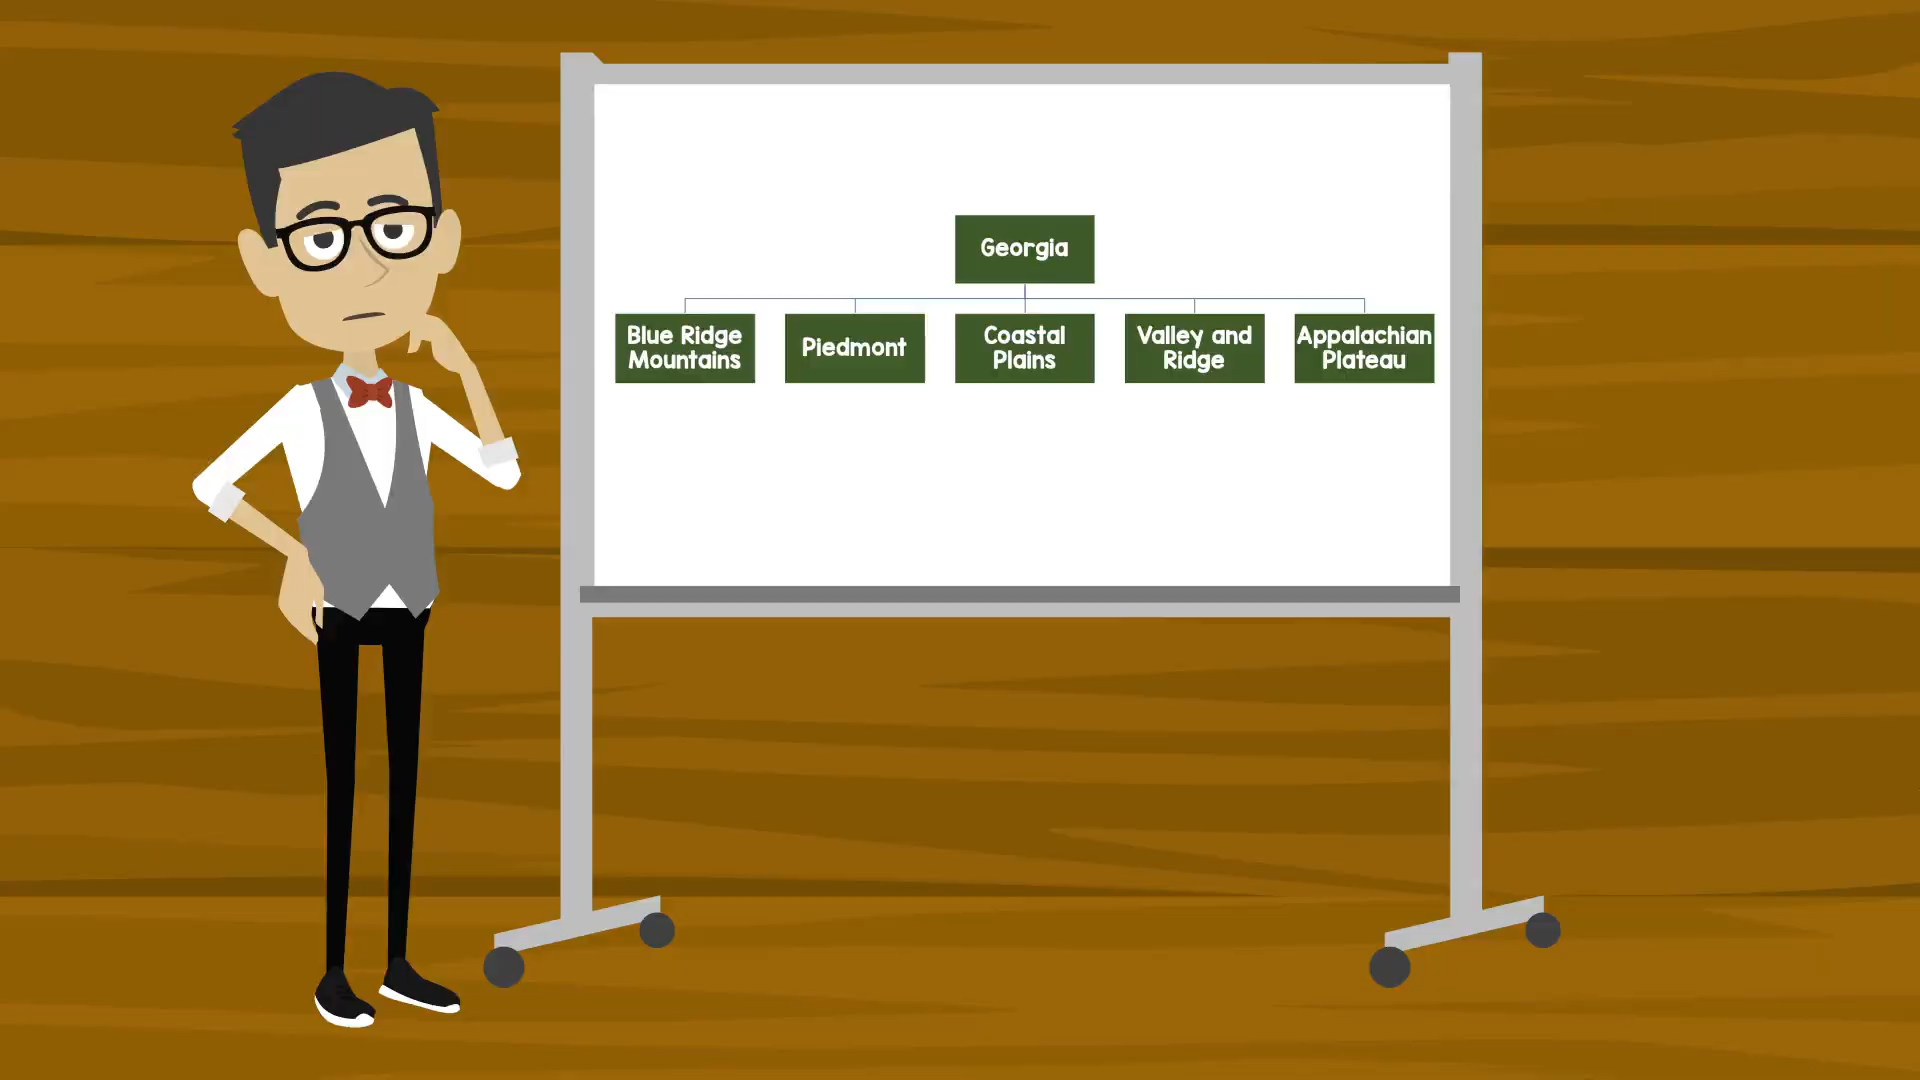 Georgia
Blue Ridge
Mountains
Piedmont
Coastal
Plains
Valley and
Ridge
Appalachian
Plateau